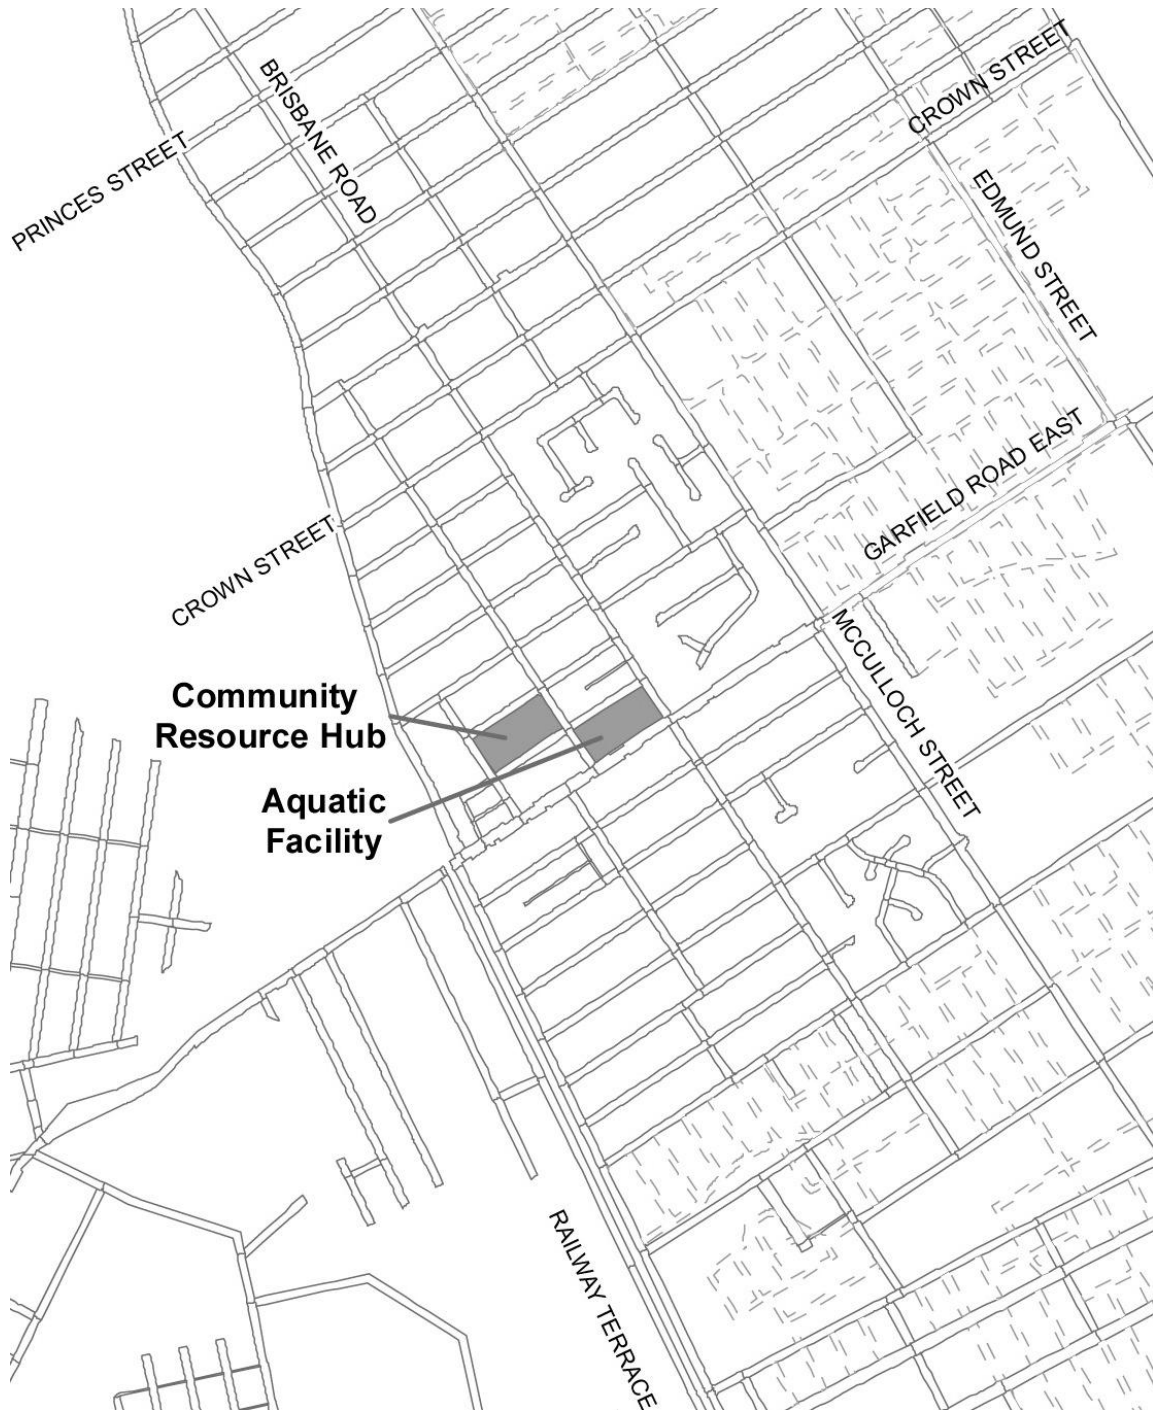 CROWN STREET
BRISBANE ROAD
PRINCES STREET
EDMUND STREET
GARFIELD ROAD EAST
CROWN STREET
MCCULLOCH STREET
Community
Resource Hub
Aquatic
Facility
RAILWAY TERRACE